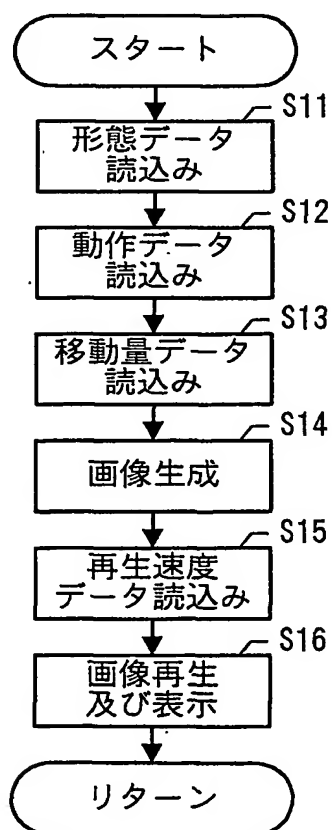 スタート
S11
形態データ
読込み
S12
動作データ
読込み
S13
移動量データ
読込み
S14
画像生成
S15
再生速度
データ読込み
S16
画像再生
及び表示
リターン